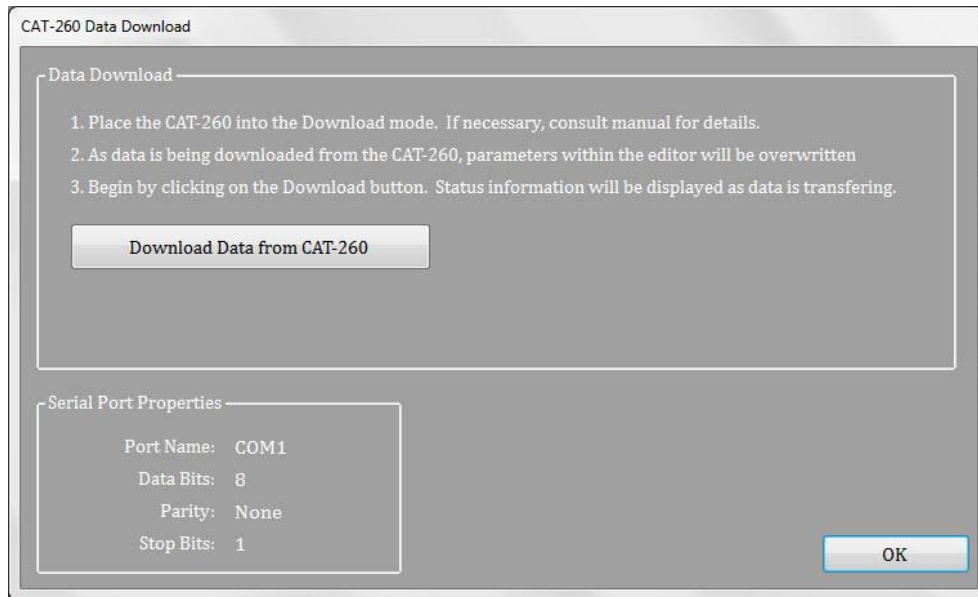 CAT-260 Data Download
Data Download
1. Place the CAT-260 into the Download mode. If necessary, consult manual for details.
2. As data is being downloaded from the CAT-260, parameters within the editor will be overwritten
3. Begin by clicking on the Download button. Status information will be displayed as data is transfering.
Download Data from CAT-260
Serial Port Properties
Port Name: COM1
Data Bits: 8
Parity: None
Stop Bits: 1
OK